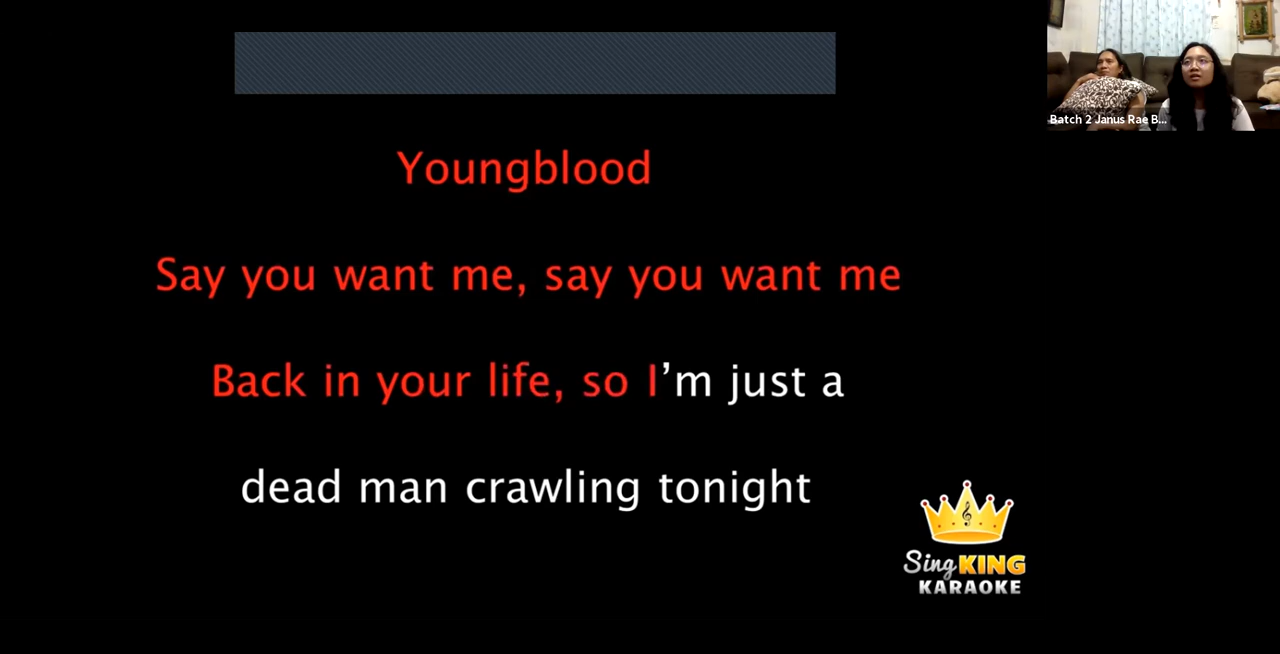 Youngblood
Say you want me, say you want me
Back in your life, so I’m just a
dead man crawling tonight
Sing KING
KARAOKE
Batch 2 Janus Rae B...